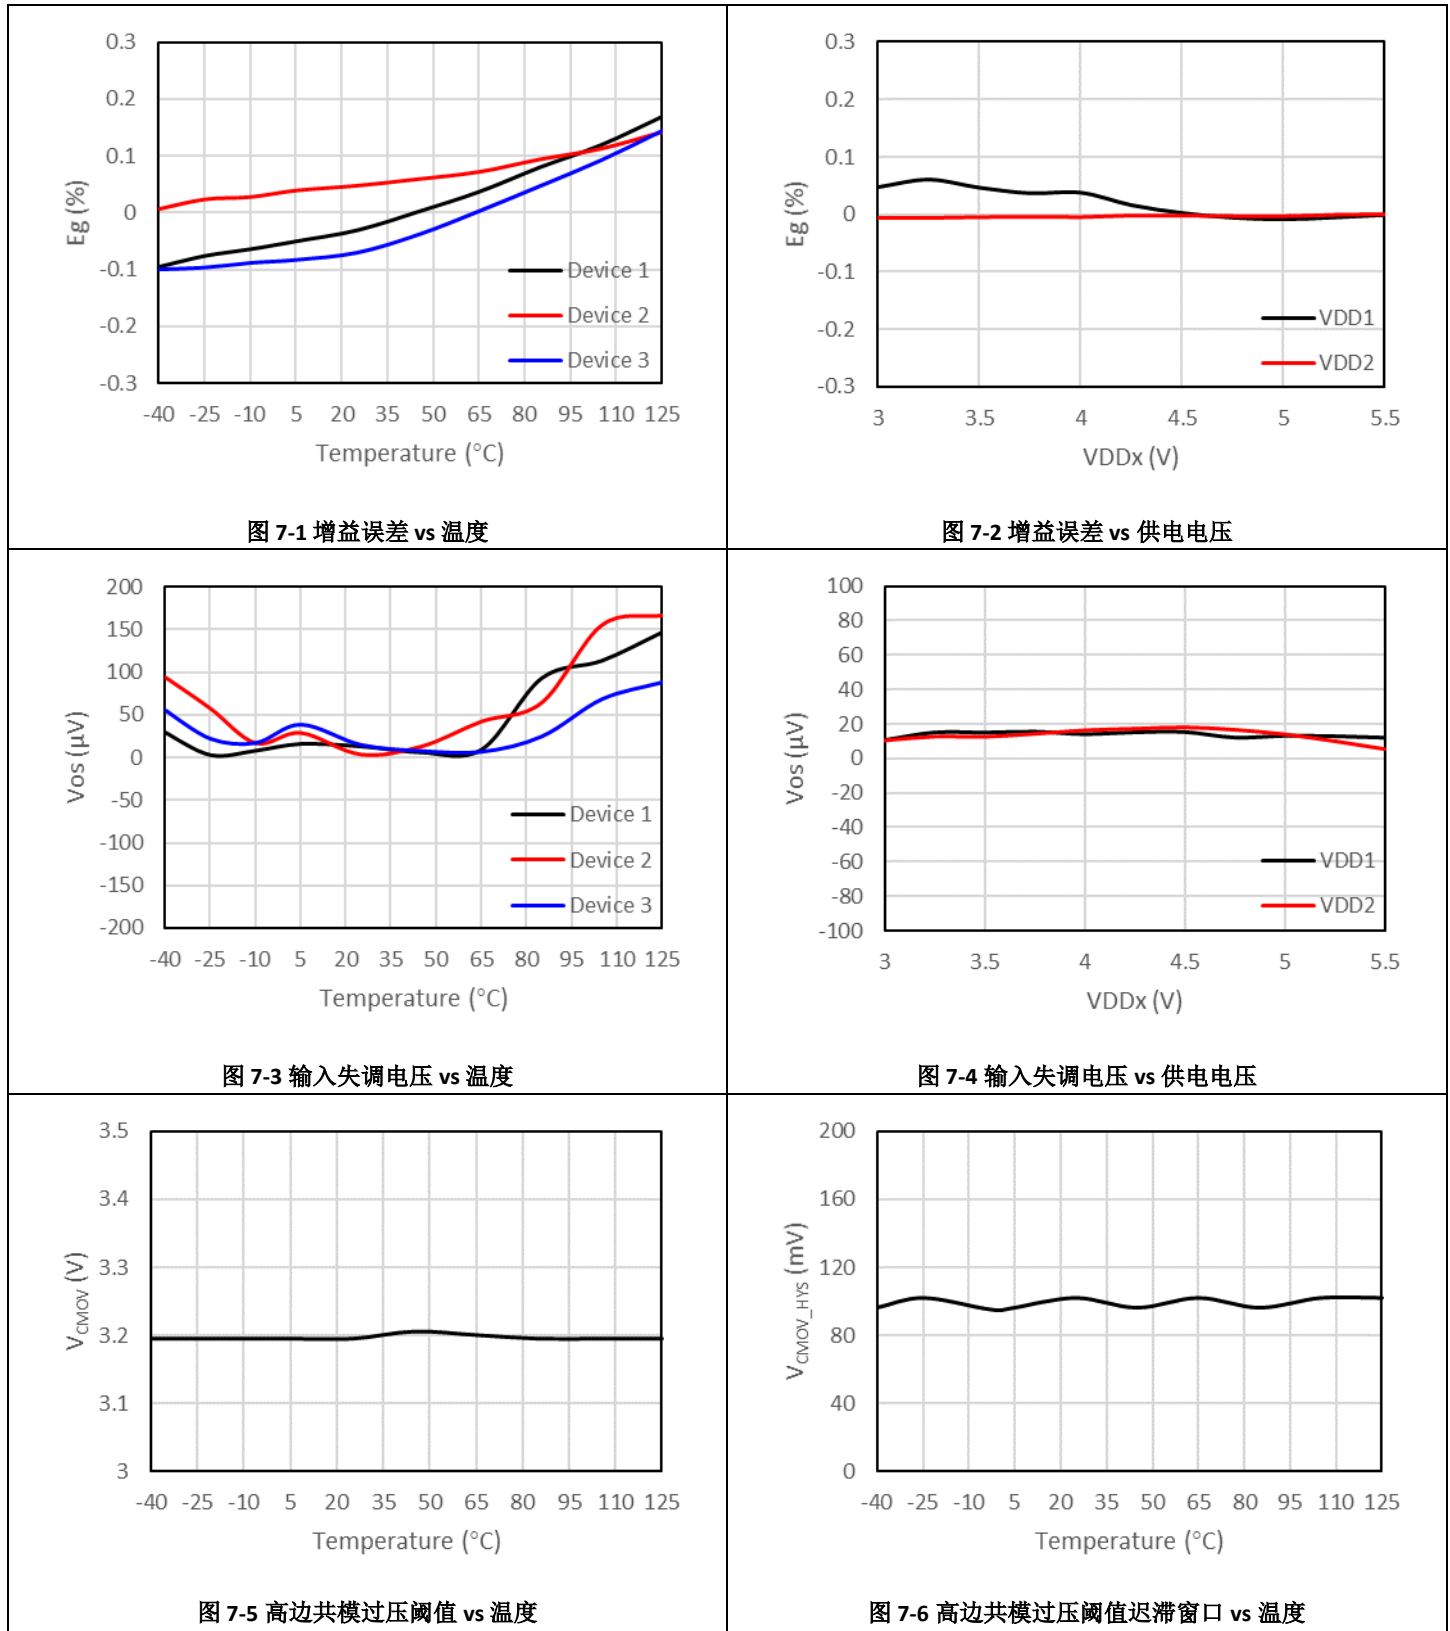 0.3
0.2
0.1
0
-0.1
-0.2
-0.3
Eg (%)
Device 1
Device 2
Device 3
-40 -25 -10 5 20 35 50 65 80 95 110 125
Temperature (°C)
图 7-1 增益误差 vs 温度
0.3
0.2
0.1
0
-0.1
-0.2
-0.3
Eg (%)
VDD1
VDD2
3 3.5 4 4.5 5 5.5
VDDx (V)
图 7-2 增益误差 vs 供电电压
200
150
100
50
0
-50
-100
-150
-200
Vos (µV)
Device 1
Device 2
Device 3
-40 -25 -10 5 20 35 50 65 80 95 110 125
Temperature (°C)
图 7-3 输入失调电压 vs 温度
100
80
60
40
20
0
-20
-40
-60
-80
-100
Vos (µV)
VDD1
VDD2
3 3.5 4 4.5 5 5.5
VDDx (V)
图 7-4 输入失调电压 vs 供电电压
3.5
3.4
3.3
3.2
3.1
3
VCMOV (V)
-40 -25 -10 5 20 35 50 65 80 95 110 125
Temperature (°C)
图 7-5 高边共模过压阈值 vs 温度
200
160
120
80
40
0
VCMOV_HYS (mV)
-40 -25 -10 5 20 35 50 65 80 95 110 125
Temperature (°C)
图 7-6 高边共模过压阈值迟滞窗口 vs 温度